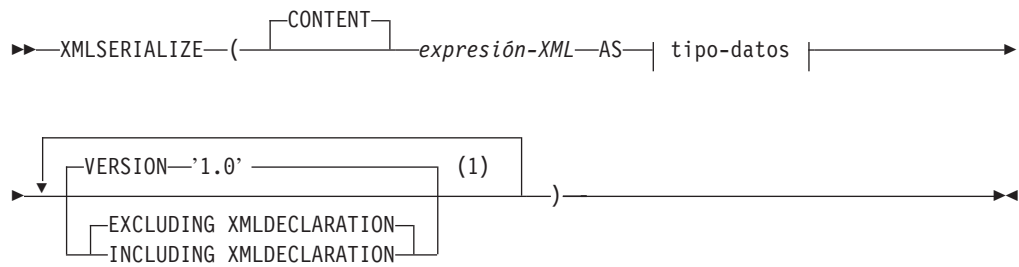 CONTENT
XMLSERIALIZE ( expresión-XML AS tipo-datos
VERSION ’1.0’ (1)
)
EXCLUDING XMLDECLARATION
INCLUDING XMLDECLARATION